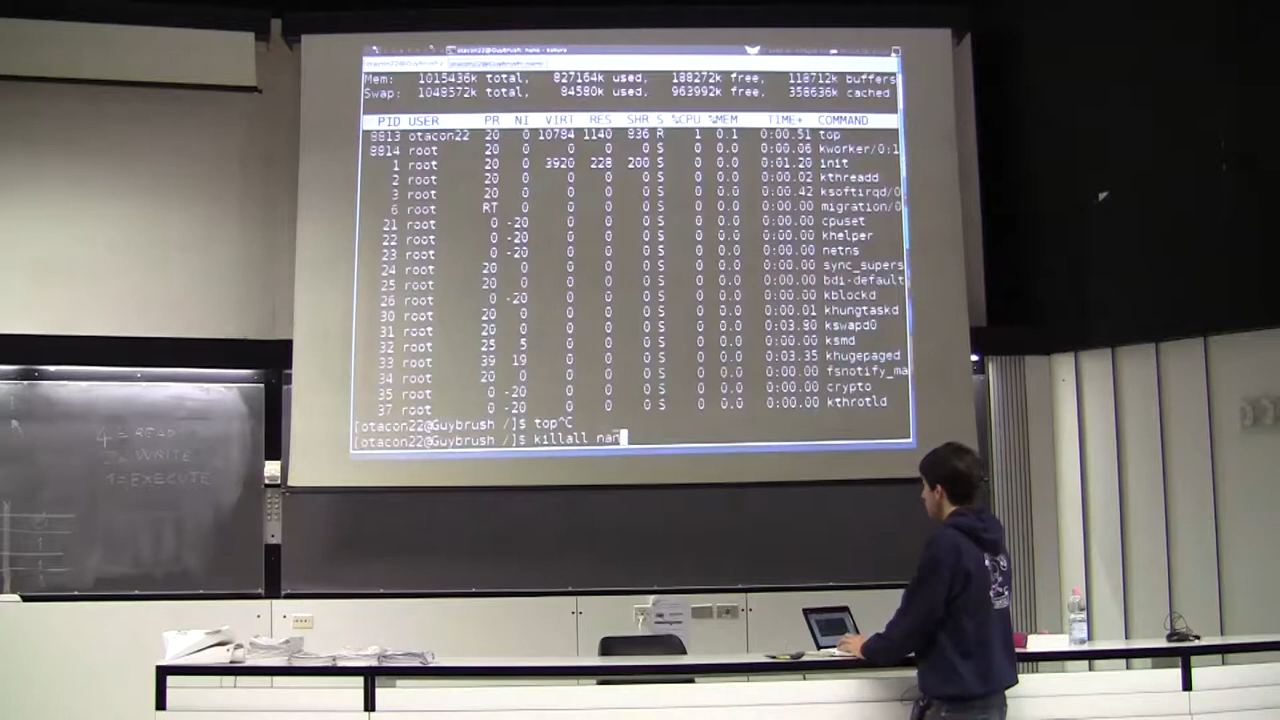 otacon22@Guybrush: nano - sakura
Mem: 1015436k total, 827164k used, 188272k free, 118712k buffers
Swap: 1048572k total, 84580k used, 963992k free, 358636k cached
PID USER PR NI VIRT RES SHR S %CPU %MEM TIME+ COMMAND
8813 otacon22 20 0 10784 1140 836 R 1 0.1 0:00.51 top
8814 root 20 0 0 0 0 S 0 0.0 0:00.06 kworker/0:1
1 root 20 0 3920 228 200 S 0 0.0 0:01.20 init
2 root 20 0 0 0 0 S 0 0.0 0:00.02 kthreadd
3 root 20 0 0 0 0 S 0 0.0 0:00.42 ksoftirqd/0
6 root RT 0 0 0 0 S 0 0.0 0:00.00 migration/0
21 root 0 -20 0 0 0 S 0 0.0 0:00.00 cpuset
22 root 0 -20 0 0 0 S 0 0.0 0:00.00 khelper
23 root 0 -20 0 0 0 S 0 0.0 0:00.00 netns
24 root 20 0 0 0 0 S 0 0.0 0:00.00 sync_supers
25 root 20 0 0 0 0 S 0 0.0 0:00.00 bdi-default
26 root 0 -20 0 0 0 S 0 0.0 0:00.00 kblockd
30 root 20 0 0 0 0 S 0 0.0 0:00.01 khungtaskd
31 root 20 0 0 0 0 S 0 0.0 0:03.80 kswapd0
32 root 25 5 0 0 0 S 0 0.0 0:00.00 ksmd
33 root 39 19 0 0 0 S 0 0.0 0:03.35 khugepaged
34 root 20 0 0 0 0 S 0 0.0 0:00.00 fsnotify_ma
35 root 0 -20 0 0 0 S 0 0.0 0:00.00 crypto
37 root 0 -20 0 0 0 S 0 0.0 0:00.00 kthrotld
[otacon22@Guybrush /]$ top^C
[otacon22@Guybrush /]$ killall nan
4 = READ
2 = WRITE
1 = EXECUTE